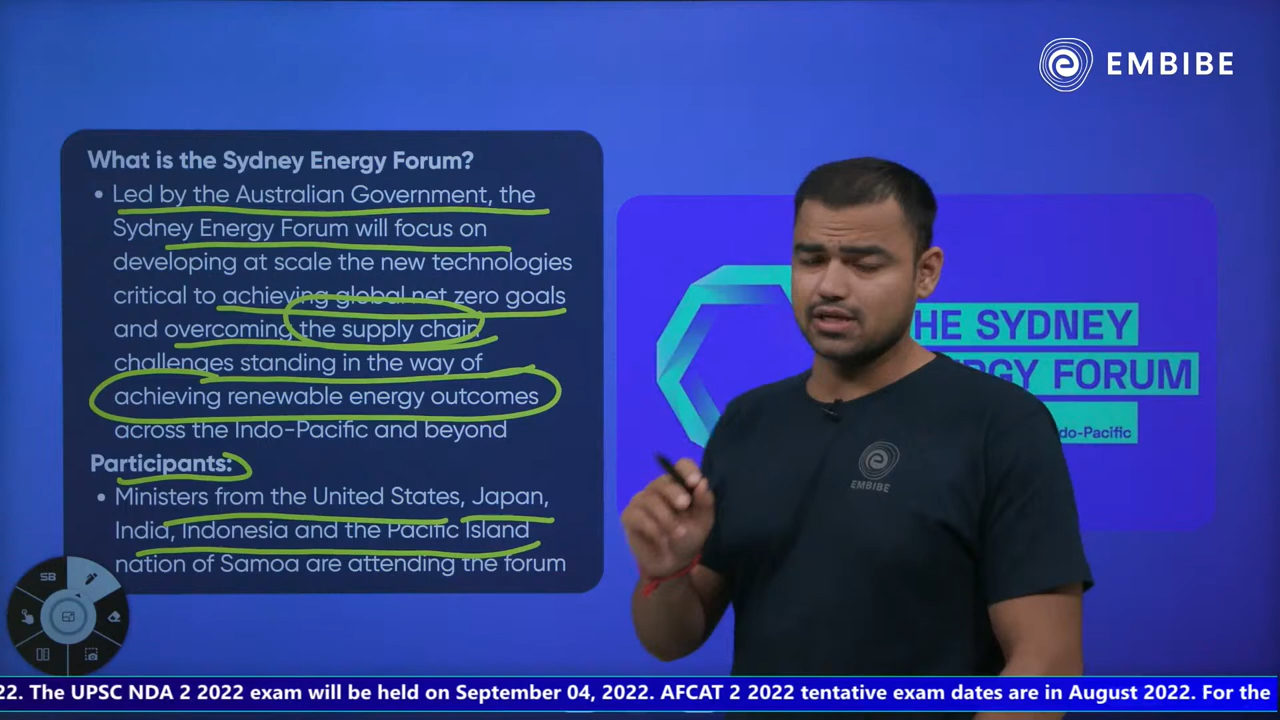 EMBIBE
What is the Sydney Energy Forum?
• Led by the Australian Government, the
Sydney Energy Forum will focus on
developing at scale the new technologies
critical to achieving global net zero goals
and overcoming the supply chain
challenges standing in the way of
achieving renewable energy outcomes
across the Indo-Pacific and beyond
Participants:
• Ministers from the United States, Japan,
India, Indonesia and the Pacific Island
nation of Samoa are attending the forum
HE SYDNEY
RGY FORUM
do-Pacific
EMBIBE
SB
22. The UPSC NDA 2 2022 exam will be held on September 04, 2022. AFCAT 2 2022 tentative exam dates are in August 2022. For the